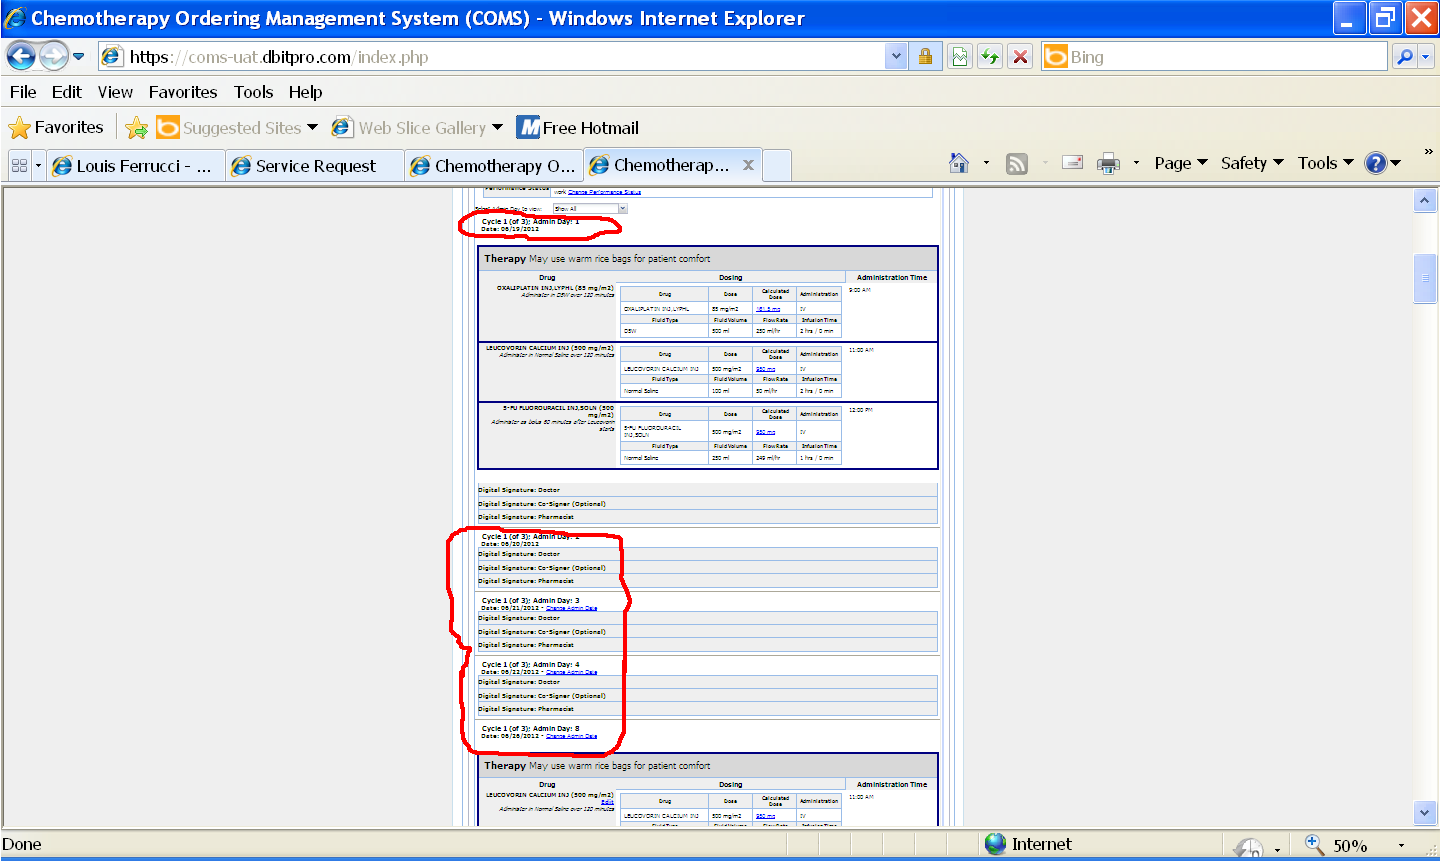 Chemotherapy Ordering Management System (COMS) - Windows Internet Explorer
https://coms-uat.dbitpro.com/index.php
Bing
File Edit View Favorites Tools Help
Favorites Suggested Sites Web Slice Gallery Free Hotmail
Louis Ferrucci - ... Service Request Chemotherapy O... Chemotherap... Page Safety Tools »
Performance Status work Change Performance Status
Select Admin Day to view: Show All
Cycle 1 (of 3); Admin Day: 1
Date: 06/19/2012
Therapy May use warm rice bags for patient comfort
Drug Dosing Administration Time
OXALIPLATIN INJ,LYPHL (85 mg/m2)
Administer in D5W over 120 minutes
Drug Dose Calculated Dose Administration
OXALIPLATIN INJ,LYPHL 85 mg/m2 161.5 mg IV
Fluid Type Fluid Volume Flow Rate Infusion Time
D5W 500 ml 250 ml/hr 2 hrs / 0 min
9:00 AM
LEUCOVORIN CALCIUM INJ (500 mg/m2)
Administer in Normal Saline over 120 minutes
Drug Dose Calculated Dose Administration
LEUCOVORIN CALCIUM INJ 500 mg/m2 950 mg IV
Fluid Type Fluid Volume Flow Rate Infusion Time
Normal Saline 100 ml 50 ml/hr 2 hrs / 0 min
11:00 AM
5-FU FLUOROURACIL INJ,SOLN (500 mg/m2)
Administer as bolus 60 minutes after Leucovorin starts
Drug Dose Calculated Dose Administration
5-FU FLUOROURACIL INJ,SOLN 500 mg/m2 950 mg IV
Fluid Type Fluid Volume Flow Rate Infusion Time
Normal Saline 250 ml 249 ml/hr 1 hrs / 0 min
12:00 PM
Digital Signature: Doctor
Digital Signature: Co-Signer (Optional)
Digital Signature: Pharmacist
Cycle 1 (of 3); Admin Day: 2
Date: 06/20/2012
Digital Signature: Doctor
Digital Signature: Co-Signer (Optional)
Digital Signature: Pharmacist
Cycle 1 (of 3); Admin Day: 3
Date: 06/21/2012 - Change Admin Date
Digital Signature: Doctor
Digital Signature: Co-Signer (Optional)
Digital Signature: Pharmacist
Cycle 1 (of 3); Admin Day: 4
Date: 06/22/2012 - Change Admin Date
Digital Signature: Doctor
Digital Signature: Co-Signer (Optional)
Digital Signature: Pharmacist
Cycle 1 (of 3); Admin Day: 8
Date: 06/26/2012 - Change Admin Date
Therapy May use warm rice bags for patient comfort
Drug Dosing Administration Time
LEUCOVORIN CALCIUM INJ (500 mg/m2)
Edit
Administer in Normal Saline over 120 minutes
Drug Dose Calculated Dose Administration
LEUCOVORIN CALCIUM INJ 500 mg/m2 950 mg IV
Fluid Type Fluid Volume Flow Rate Infusion Time
11:00 AM
Done Internet 50%